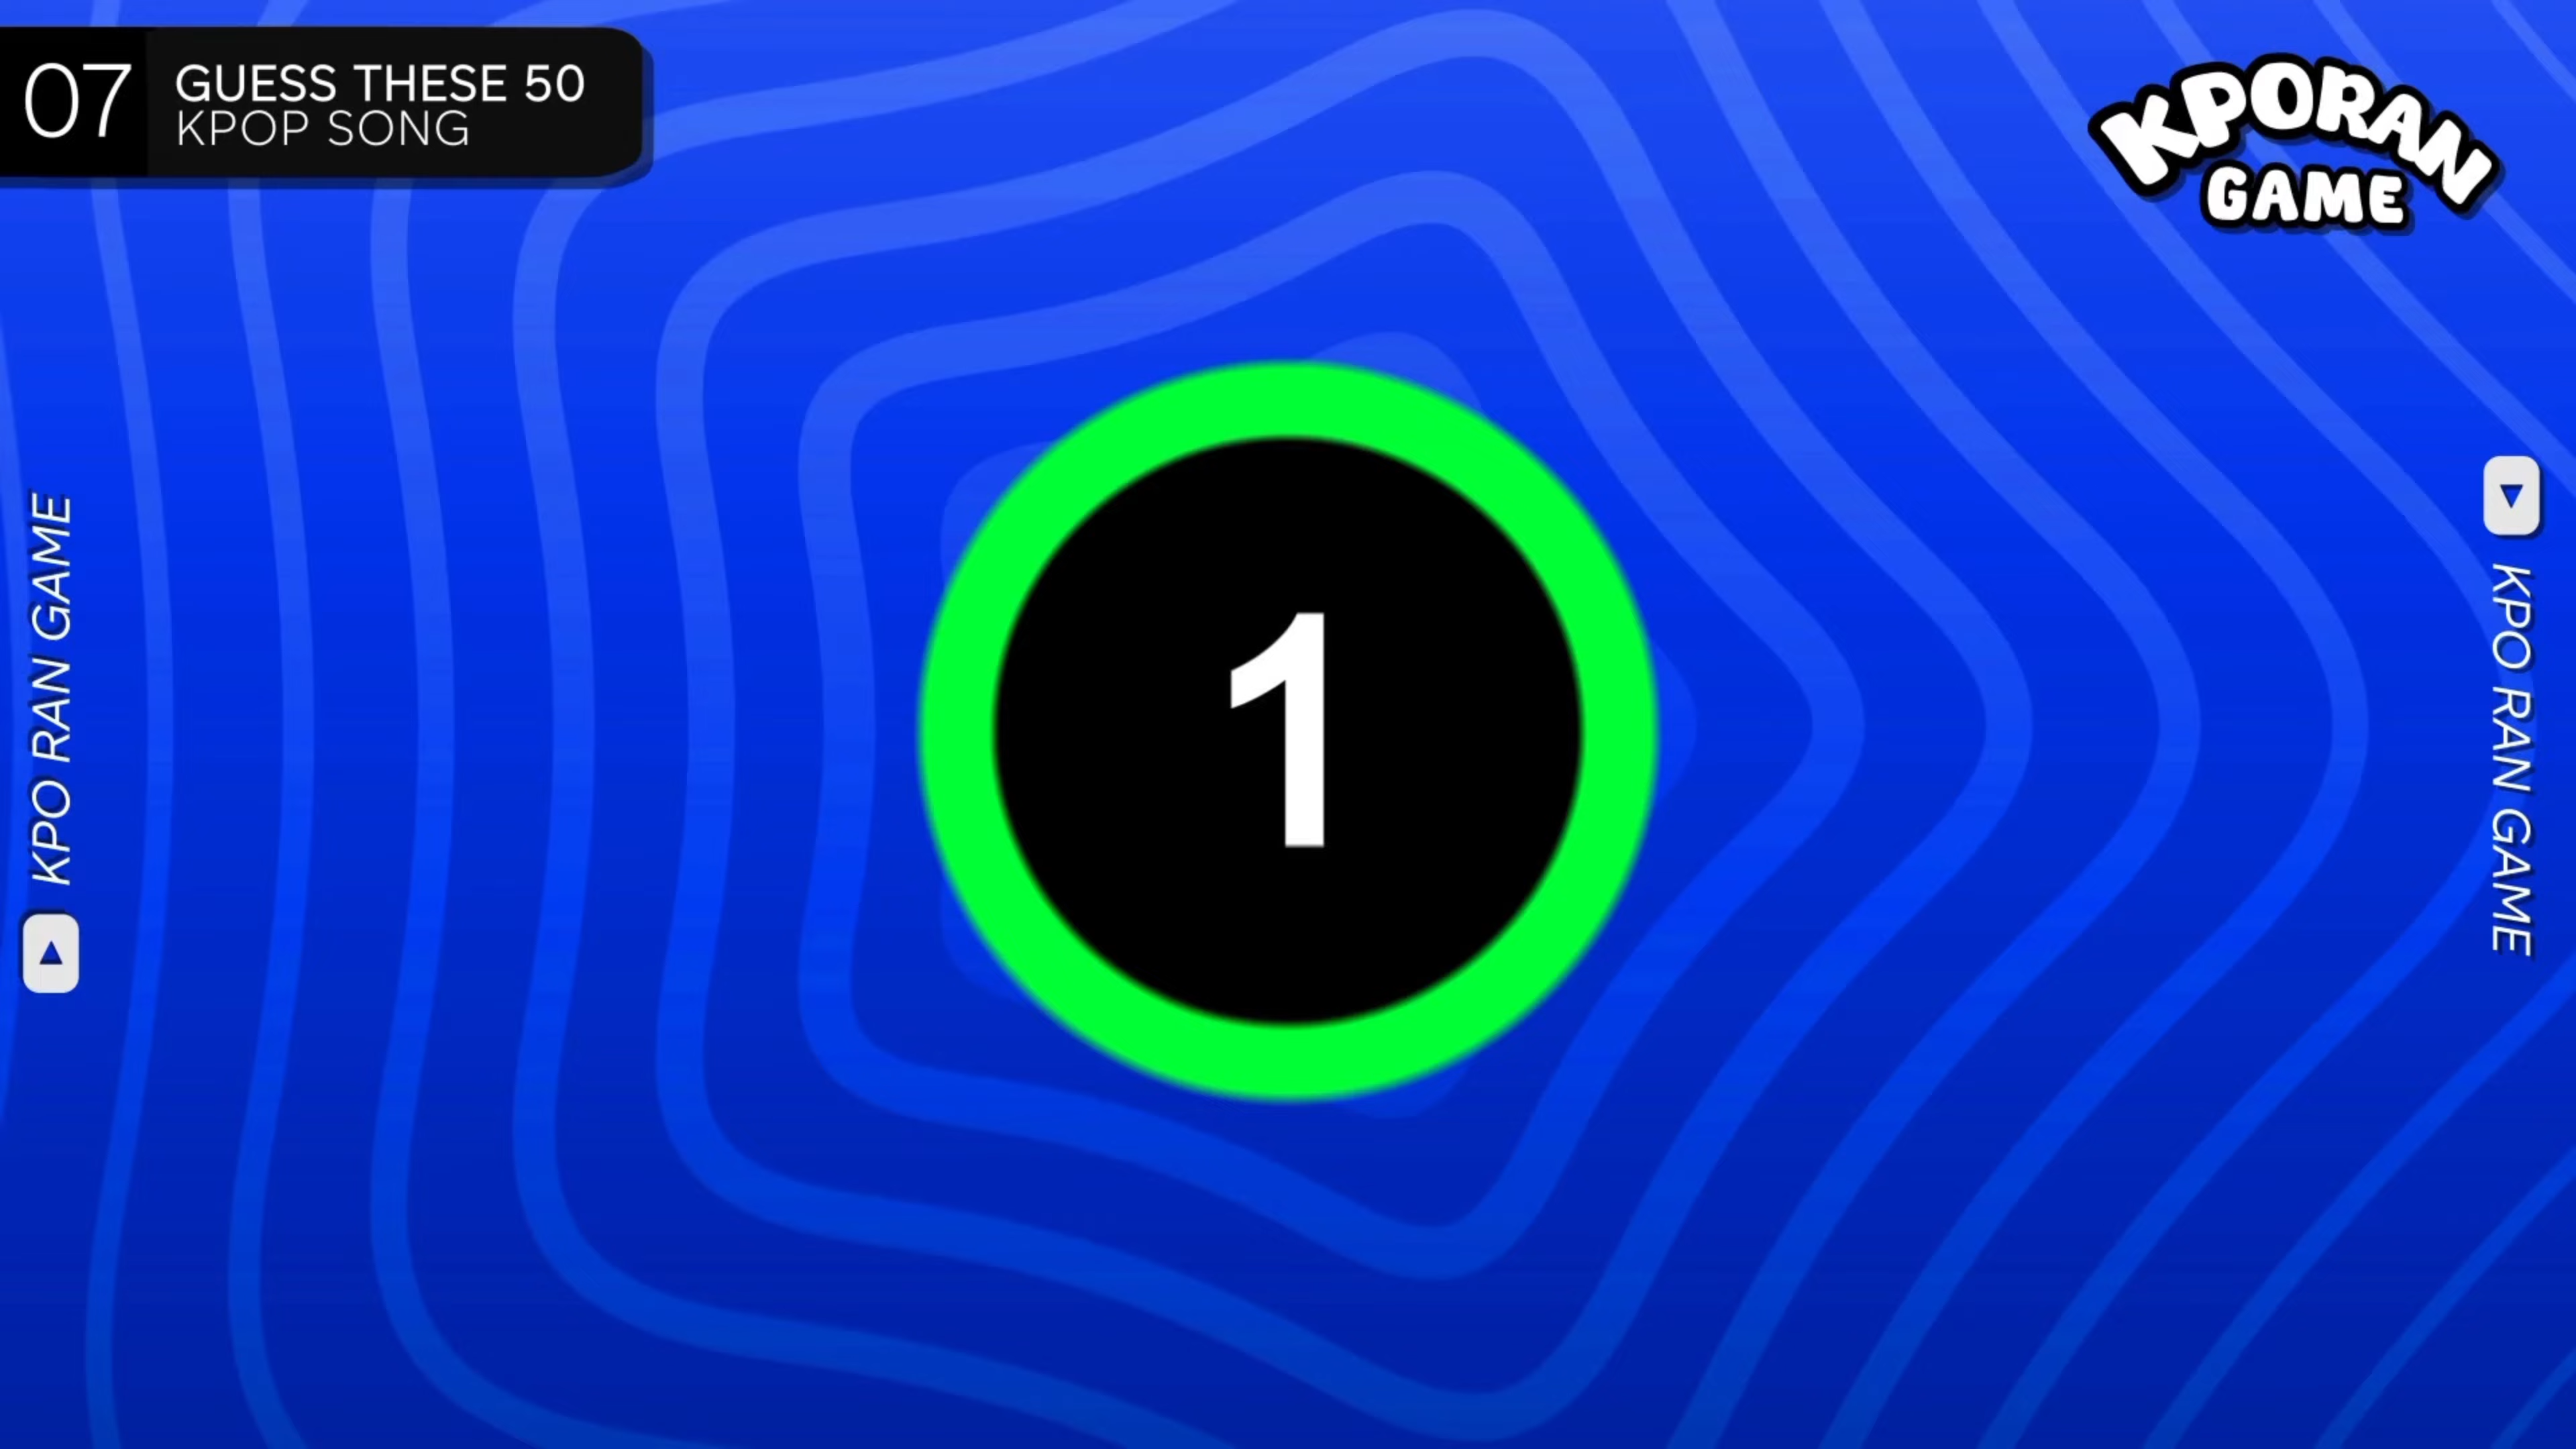 07
GUESS THESE 50
KPOP SONG
KPORAN
GAME
KPO RAN GAME
1
KPO RAN GAME